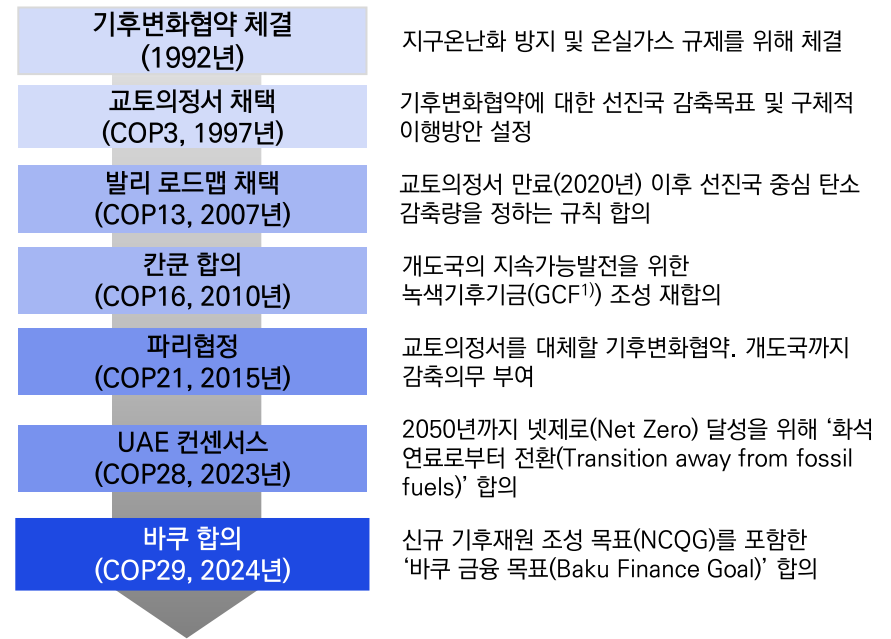 기후변화협약 체결
(1992년)
지구온난화 방지 및 온실가스 규제를 위해 체결
교토의정서 채택
(COP3, 1997년)
기후변화협약에 대한 선진국 감축목표 및 구체적
이행방안 설정
발리 로드맵 채택
(COP13, 2007년)
교토의정서 만료(2020년) 이후 선진국 중심 탄소
감축량을 정하는 규칙 합의
칸쿤 합의
(COP16, 2010년)
개도국의 지속가능발전을 위한
녹색기후기금(GCF¹⁾) 조성 재합의
파리협정
(COP21, 2015년)
교토의정서를 대체할 기후변화협약. 개도국까지
감축의무 부여
UAE 컨센서스
(COP28, 2023년)
2050년까지 넷제로(Net Zero) 달성을 위해 ‘화석
연료로부터 전환(Transition away from fossil
fuels)’ 합의
바쿠 합의
(COP29, 2024년)
신규 기후재원 조성 목표(NCQG)를 포함한
‘바쿠 금융 목표(Baku Finance Goal)’ 합의